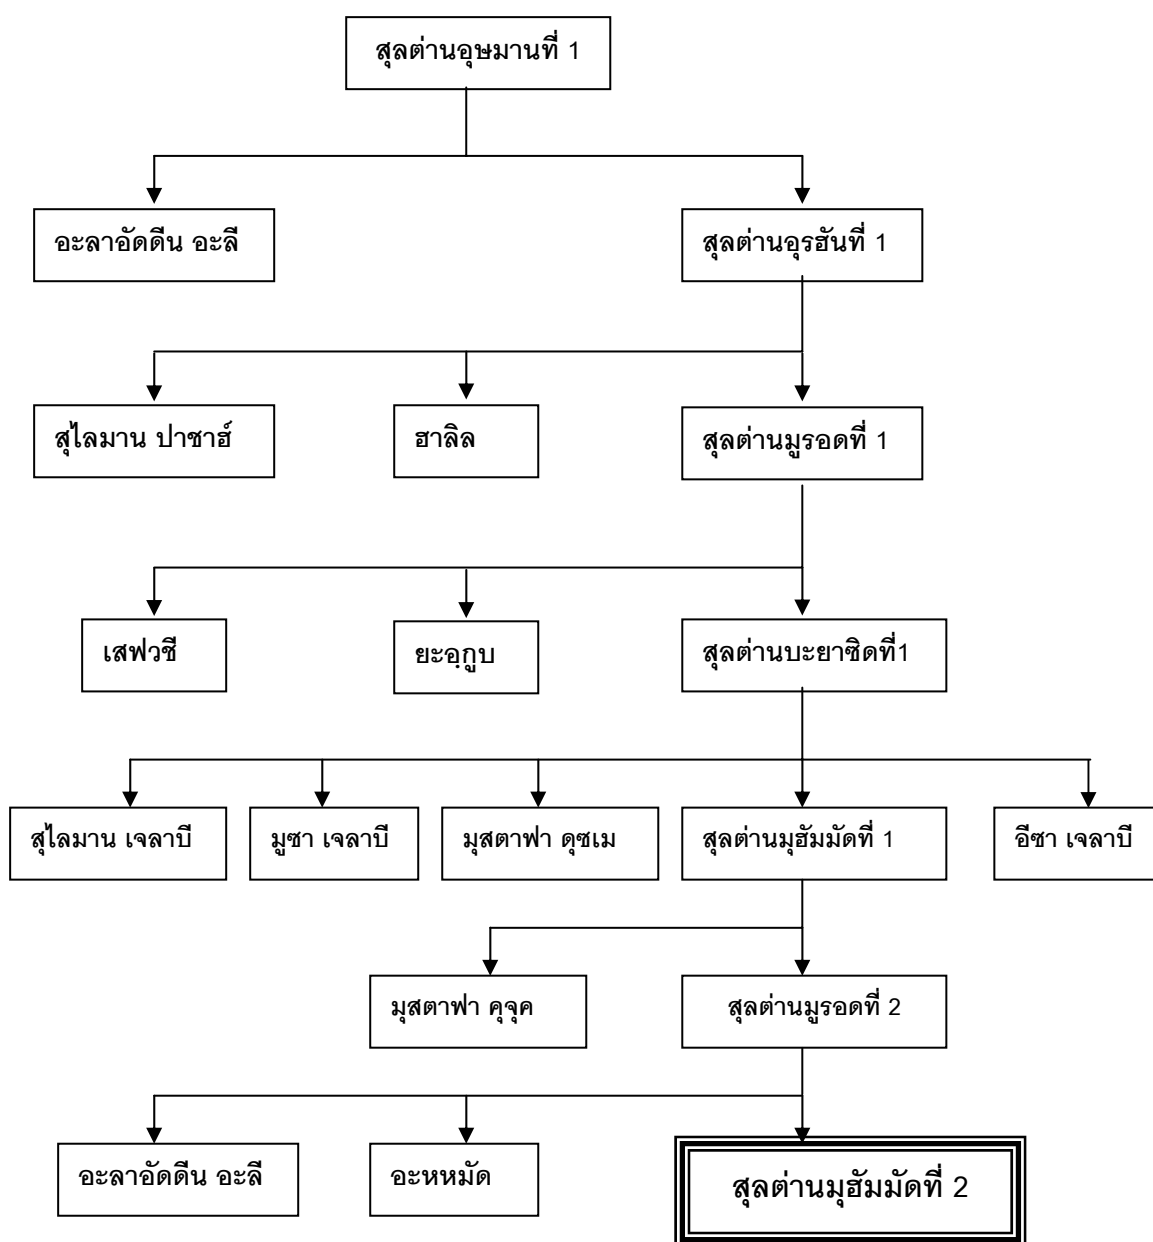 สุลต่านอุษมานที่ 1
อะลาอัดดีน อะลี
สุลต่านอุรฮันที่ 1
สุไลมาน ปาชาฮ์
ฮาลิล
สุลต่านมูรอดที่ 1
เสฟวซี
ยะอฺกูบ
สุลต่านบะยาซิดที่1
สุไลมาน เจลาบี
มูซา เจลาบี
มุสตาฟา ดุซเม
สุลต่านมุฮัมมัดที่ 1
อีซา เจลาบี
มุสตาฟา คุจุค
สุลต่านมูรอดที่ 2
อะลาอัดดีน อะลี
อะหหมัด
สุลต่านมุฮัมมัดที่ 2